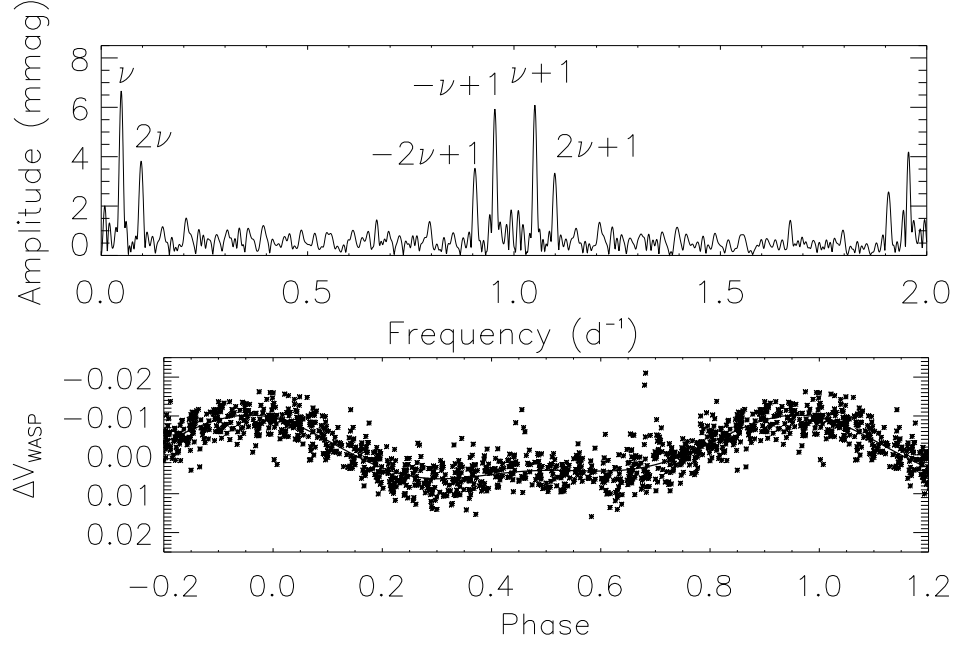 Amplitude (mmag)
8
6
4
2
0
ν
2ν
−ν+1 ν+1
−2ν+1 2ν+1
0.0 0.5 1.0 1.5 2.0
Frequency (d⁻¹)
ΔV_WASP
−0.02
−0.01
0.00
0.01
0.02
−0.2 0.0 0.2 0.4 0.6 0.8 1.0 1.2
Phase